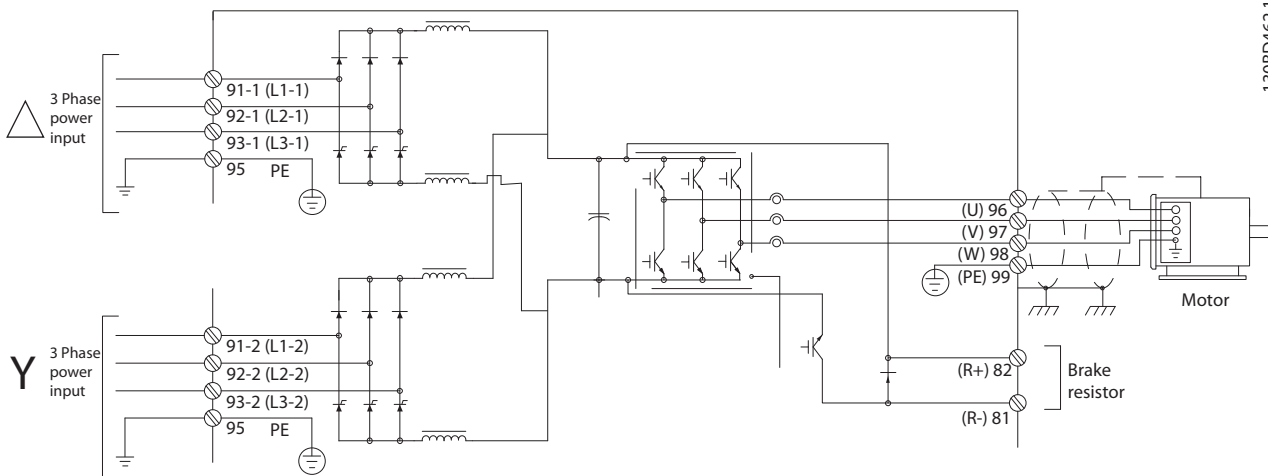 3 Phase
power
input
91-1 (L1-1)
92-1 (L2-1)
93-1 (L3-1)
95 PE
(U) 96
(V) 97
(W) 98
(PE) 99
Motor
Y
3 Phase
power
input
91-2 (L1-2)
92-2 (L2-2)
93-2 (L3-2)
95 PE
(R+) 82
Brake
resistor
(R-) 81